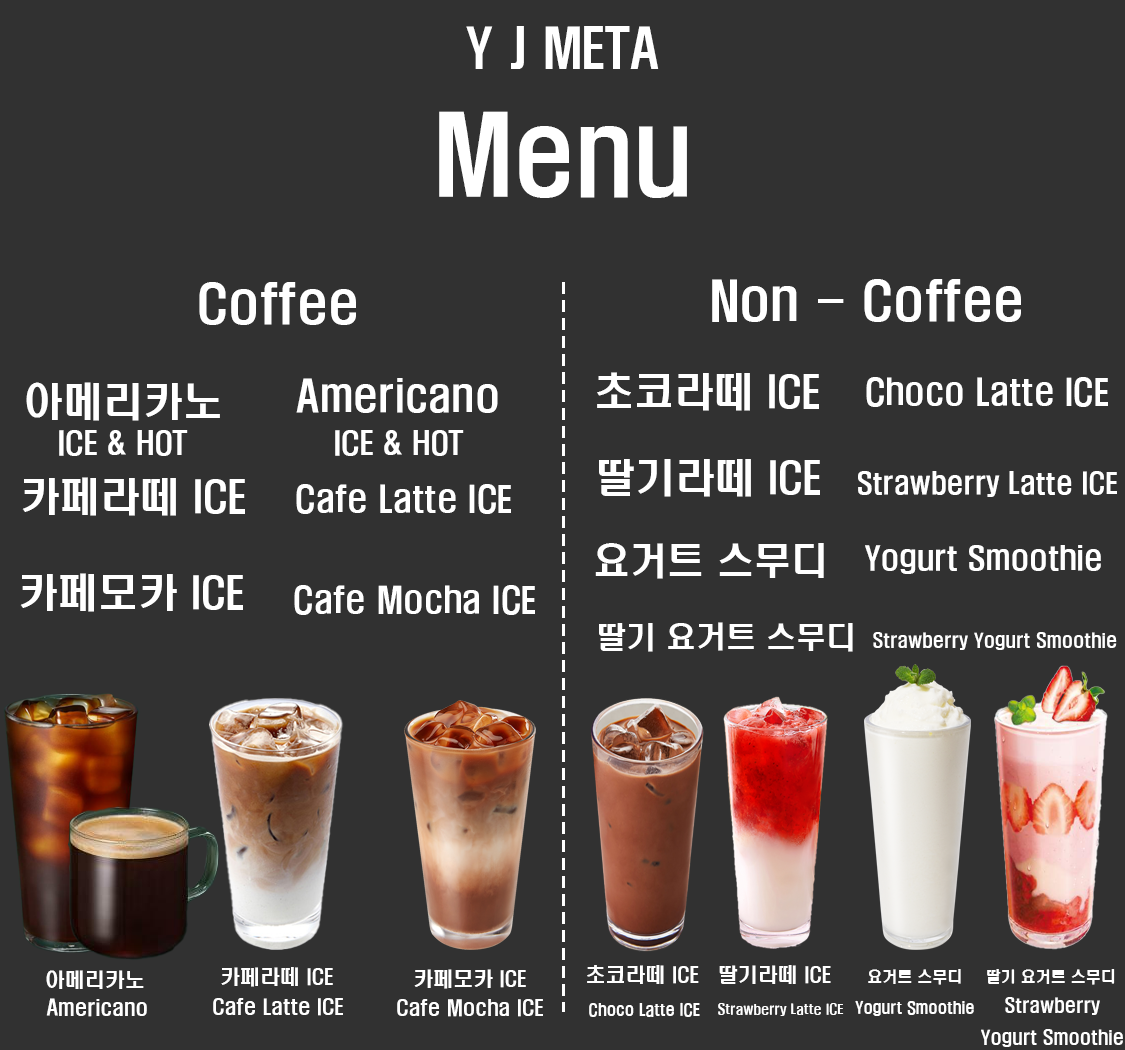 Y J META
Menu
Coffee
아메리카노 Americano
ICE & HOT ICE & HOT
카페라떼 ICE Cafe Latte ICE
카페모카 ICE Cafe Mocha ICE
Non - Coffee
초코라떼 ICE Choco Latte ICE
딸기라떼 ICE Strawberry Latte ICE
요거트 스무디 Yogurt Smoothie
딸기 요거트 스무디 Strawberry Yogurt Smoothie
아메리카노
Americano
카페라떼 ICE
Cafe Latte ICE
카페모카 ICE
Cafe Mocha ICE
초코라떼 ICE
Choco Latte ICE
딸기라떼 ICE
Strawberry Latte ICE
요거트 스무디
Yogurt Smoothie
딸기 요거트 스무디
Strawberry
Yogurt Smoothie